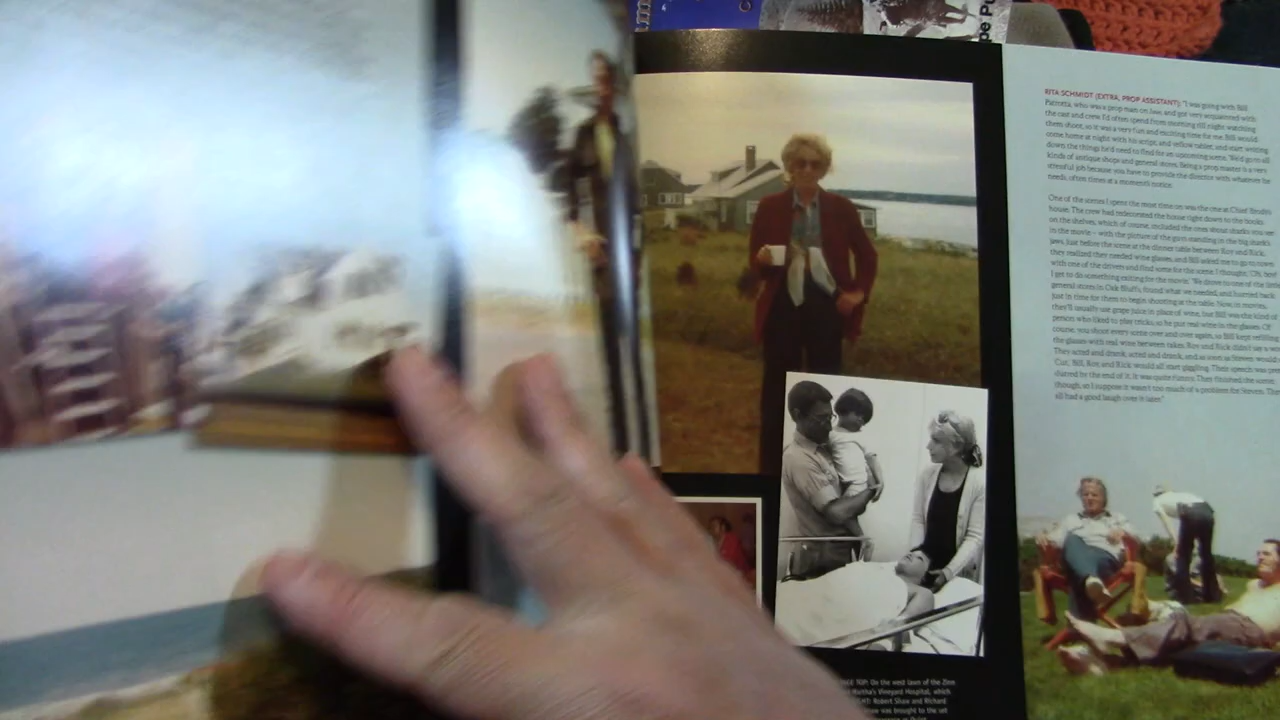 RITA SCHMIDT (EXTRA, PROP ASSISTANT): "I was going with Bill
Parretta, who was a prop man on Jaws, and got very acquainted with
the cast and crew. I'd often spend from morning till night watching
them shoot, so it was a very fun and exciting time for me. Bill would
come home at night with his script, and yellow tablet, and start writing
down the things he'd need to find for an upcoming scene. We'd go to all
kinds of antique shops and general stores. Being a prop master is a very
stressful job because you have to provide the director with whatever he
needs, often times at a moment's notice.
One of the scenes I spent the most time on was the one at Chief Brody's
house. The crew had redecorated the house right down to the books
on the shelves, which of course, included the ones about sharks you see
in the movie – with the picture of the guys standing in the big shark's
jaws. Just before the scene at the dinner table between Roy and Rick,
they realized they needed wine glasses, and Bill asked me to go to town
with one of the drivers and find some for the scene. I thought, 'Oh, boy!
I get to do something exciting for the movie.' We drove to one of the
general stores in Oak Bluffs, found what we needed, and hurried back
just in time for them to begin shooting at the table. Now in movies,
they'll usually use grape juice in place of wine, but Bill was the kind of
person who liked to play tricks, so he put real wine in the glasses. Of
course, you shoot every scene over and over again, so Bill kept refilling
the glasses with real wine between takes. Roy and Rick didn't say a
They acted and drank, acted and drank, and as soon as Steven would
Cut,' Bill, Roy, and Rick would all start giggling. Their speech was
slurred by the end of it. It was quite funny. They finished the scene,
though, so I suppose it wasn't too much of a problem for Steven.
all had a good laugh over it later."
TOP: On the west lawn of the Zinn
Martha's Vineyard Hospital, which
Robert Shaw and Richard
was brought to the set